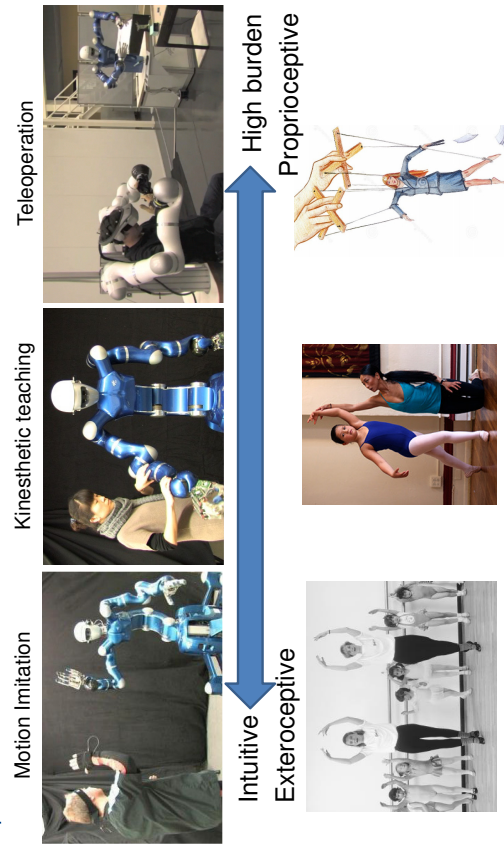 Motion Imitation
Kinesthetic teaching
Teleoperation
Intuitive
High burden
Exteroceptive
Proprioceptive